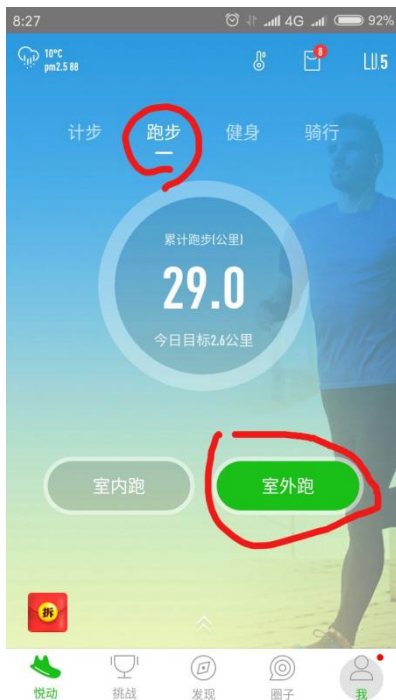 8:27 4G 92%
10°C
pm2.5 88
8
LV.5
计步 跑步 健身 骑行
累计跑步(公里)
29.0
今日目标2.6公里
室内跑 室外跑
拆
悦动 挑战 发现 圈子 我